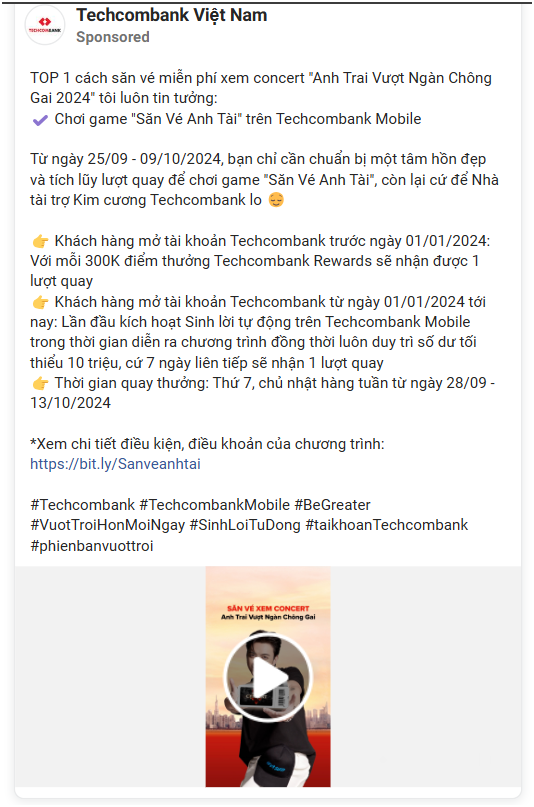 Techcombank Việt Nam
TECHCOMBANK
Sponsored
TOP 1 cách săn vé miễn phí xem concert "Anh Trai Vượt Ngàn Chông
Gai 2024" tôi luôn tin tưởng:
✔️ Chơi game "Săn Vé Anh Tài" trên Techcombank Mobile
Từ ngày 25/09 - 09/10/2024, bạn chỉ cần chuẩn bị một tâm hồn đẹp
và tích lũy lượt quay để chơi game "Săn Vé Anh Tài", còn lại cứ để Nhà
tài trợ Kim cương Techcombank lo 😌
👉 Khách hàng mở tài khoản Techcombank trước ngày 01/01/2024:
Với mỗi 300K điểm thưởng Techcombank Rewards sẽ nhận được 1
lượt quay
👉 Khách hàng mở tài khoản Techcombank từ ngày 01/01/2024 tới
nay: Lần đầu kích hoạt Sinh lời tự động trên Techcombank Mobile
trong thời gian diễn ra chương trình đồng thời luôn duy trì số dư tối
thiểu 10 triệu, cứ 7 ngày liên tiếp sẽ nhận 1 lượt quay
👉 Thời gian quay thưởng: Thứ 7, chủ nhật hàng tuần từ ngày 28/09 -
13/10/2024
*Xem chi tiết điều kiện, điều khoản của chương trình:
https://bit.ly/Sanveanhtai
#Techcombank #TechcombankMobile #BeGreater
#VuotTroiHonMoiNgay #SinhLoiTuDong #taikhoanTechcombank
#phienbanvuottroi
SĂN VÉ XEM CONCERT
Anh Trai Vượt Ngàn Chông Gai